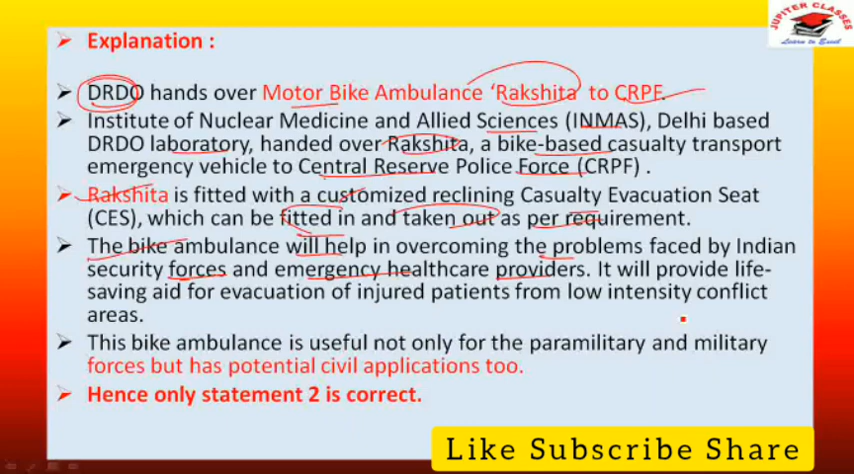 JUPITER CLASSES
Learn to Excel
Explanation :
DRDO hands over Motor Bike Ambulance ‘Rakshita’ to CRPF.
Institute of Nuclear Medicine and Allied Sciences (INMAS), Delhi based
DRDO laboratory, handed over Rakshita, a bike-based casualty transport
emergency vehicle to Central Reserve Police Force (CRPF) .
Rakshita is fitted with a customized reclining Casualty Evacuation Seat
(CES), which can be fitted in and taken out as per requirement.
The bike ambulance will help in overcoming the problems faced by Indian
security forces and emergency healthcare providers. It will provide life-
saving aid for evacuation of injured patients from low intensity conflict
areas.
This bike ambulance is useful not only for the paramilitary and military
forces but has potential civil applications too.
Hence only statement 2 is correct.
Like Subscribe Share